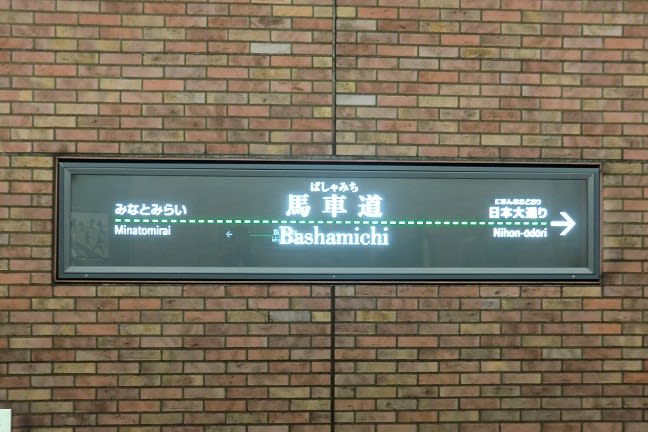 みなとみらい
Minatomirai
ばしゃみち
馬車道
Bashamichi
にほんおおどおり
日本大通り
Nihon-ōdōri